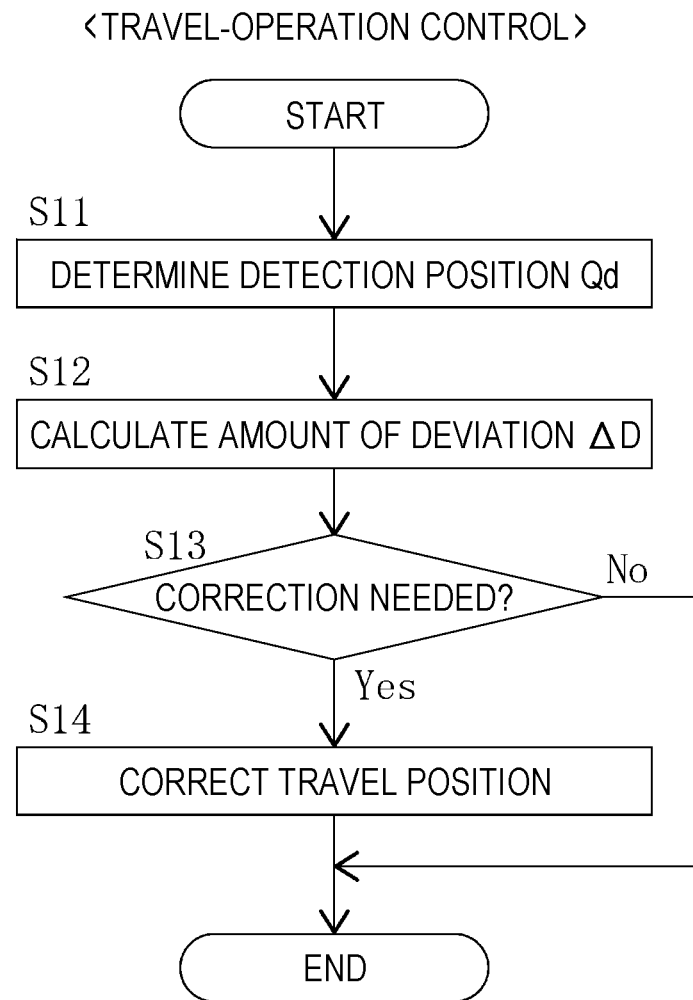 <TRAVEL-OPERATION CONTROL>
START
S11
DETERMINE DETECTION POSITION Qd
S12
CALCULATE AMOUNT OF DEVIATION ΔD
S13
CORRECTION NEEDED?
No
Yes
S14
CORRECT TRAVEL POSITION
END